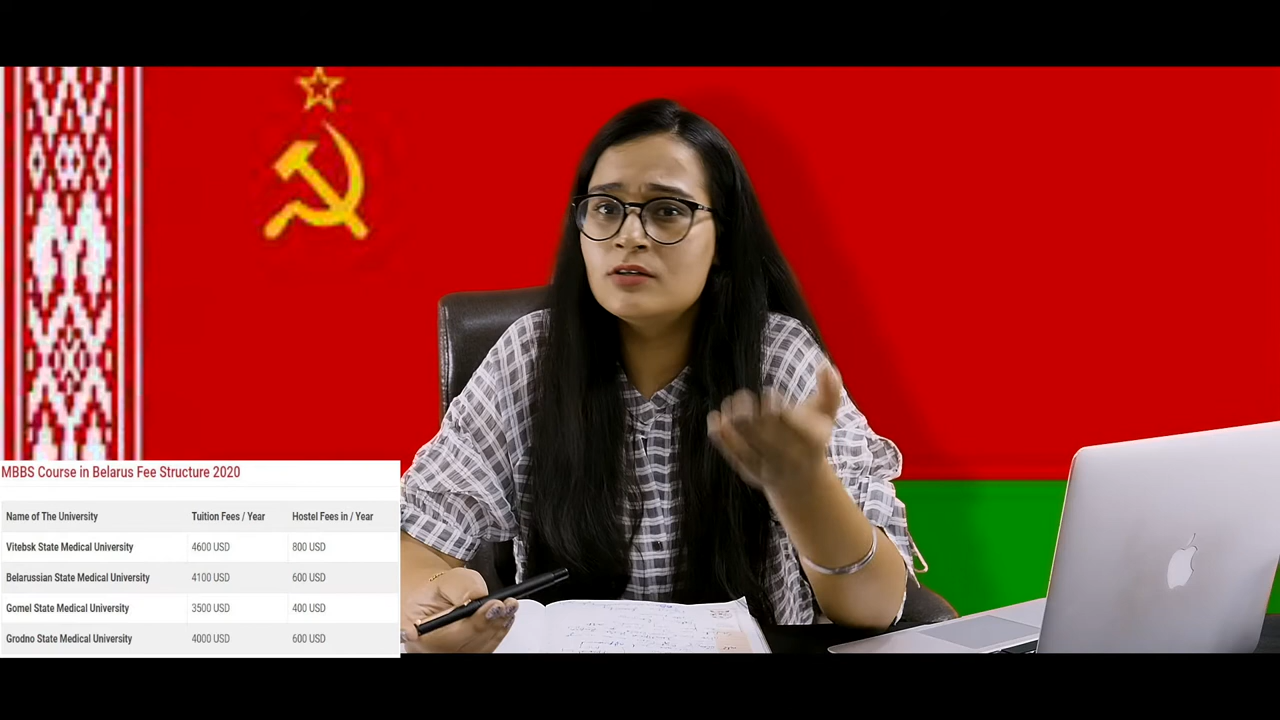 MBBS Course in Belarus Fee Structure 2020
Name of The University Tuition Fees / Year Hostel Fees in / Year
Vitebsk State Medical University 4600 USD 800 USD
Belarussian State Medical University 4100 USD 600 USD
Gomel State Medical University 3500 USD 400 USD
Grodno State Medical University 4000 USD 600 USD